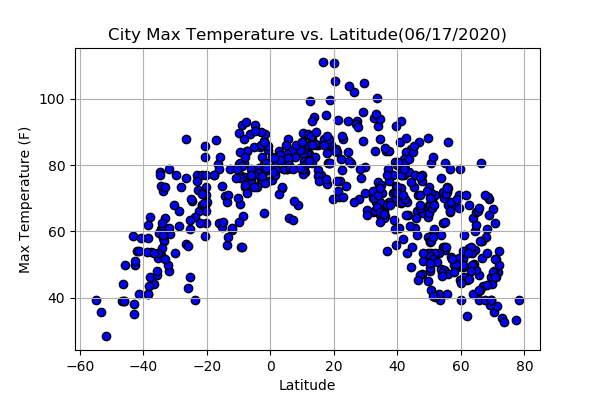 City Max Temperature vs. Latitude(06/17/2020)
100
80
60
40
Max Temperature (F)
−60 −40 −20 0 20 40 60 80
Latitude